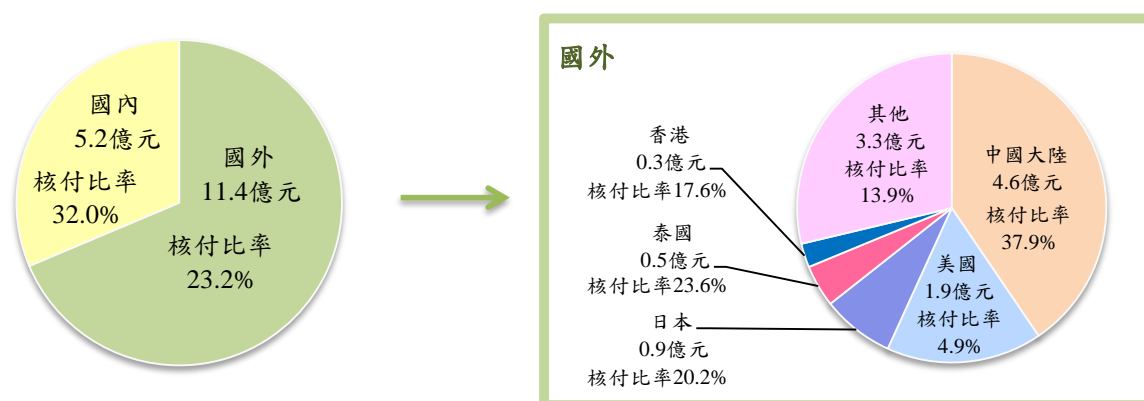 國內
5.2億元
核付比率
32.0%
國外
11.4億元
核付比率
23.2%
國外
香港
0.3億元
核付比率17.6%
泰國
0.5億元
核付比率23.6%
日本
0.9億元
核付比率20.2%
其他
3.3億元
核付比率
13.9%
中國大陸
4.6億元
核付比率
37.9%
美國
1.9億元
核付比率
4.9%